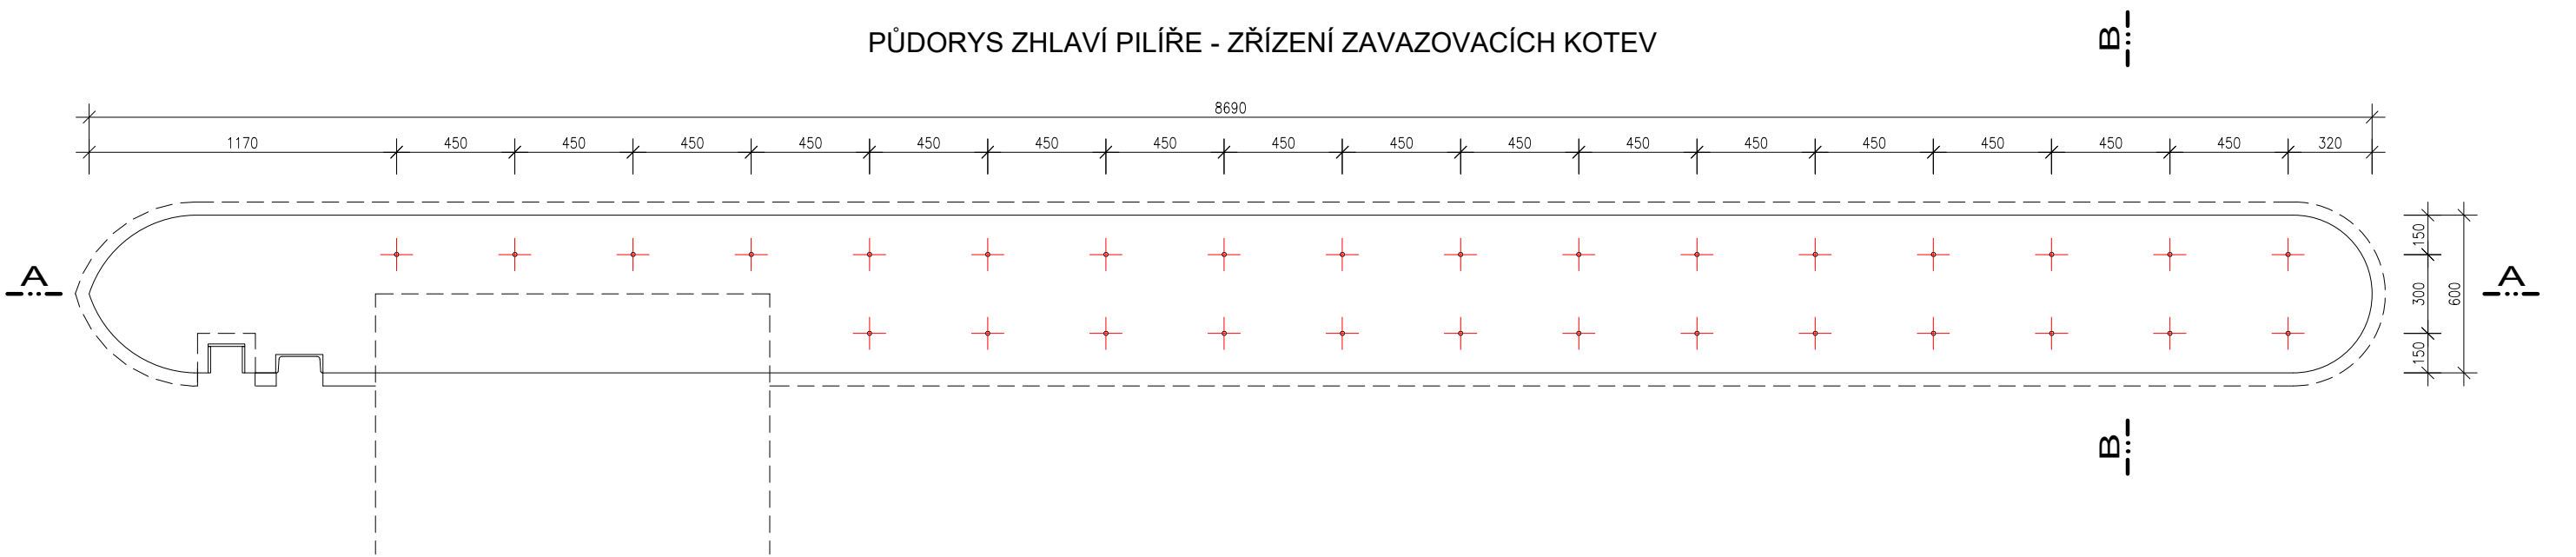 PŮDORYS ZHLAVÍ PILÍŘE - ZŘÍZENÍ ZAVAZOVACÍCH KOTEV
B
8690
1170 450 450 450 450 450 450 450 450 450 450 450 450 450 450 450 450 320
150
300
150
600
A
A
B